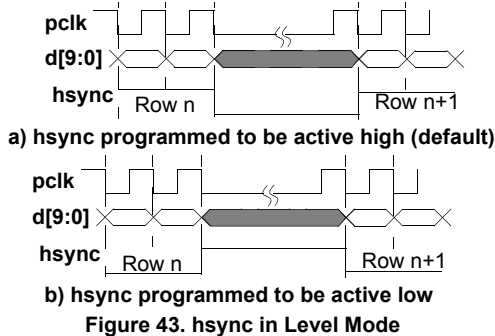 pclk
d[9:0]
hsync
Row n
Row n+1
a) hsync programmed to be active high (default)
pclk
d[9:0]
hsync
Row n
Row n+1
b) hsync programmed to be active low
Figure 43. hsync in Level Mode